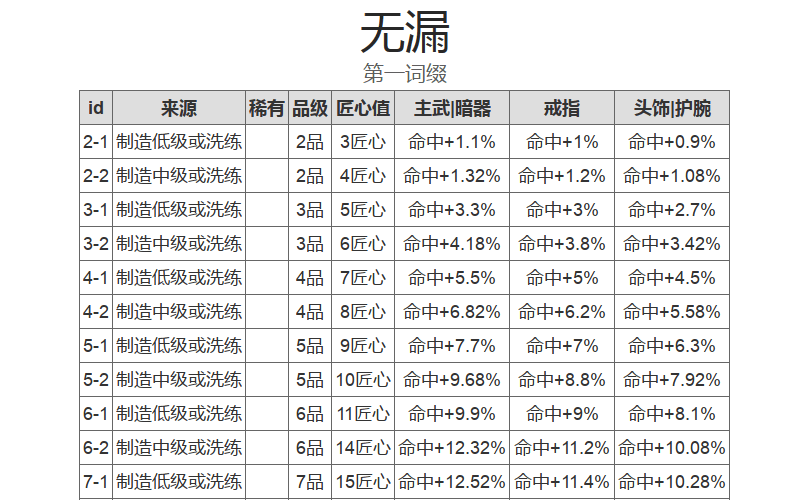 无漏
第一词缀
id 来源 稀有 品级 匠心值 主武|暗器 戒指 头饰|护腕
2-1 制造低级或洗练 2品 3匠心 命中+1.1% 命中+1% 命中+0.9%
2-2 制造中级或洗练 2品 4匠心 命中+1.32% 命中+1.2% 命中+1.08%
3-1 制造低级或洗练 3品 5匠心 命中+3.3% 命中+3% 命中+2.7%
3-2 制造中级或洗练 3品 6匠心 命中+4.18% 命中+3.8% 命中+3.42%
4-1 制造低级或洗练 4品 7匠心 命中+5.5% 命中+5% 命中+4.5%
4-2 制造中级或洗练 4品 8匠心 命中+6.82% 命中+6.2% 命中+5.58%
5-1 制造低级或洗练 5品 9匠心 命中+7.7% 命中+7% 命中+6.3%
5-2 制造中级或洗练 5品 10匠心 命中+9.68% 命中+8.8% 命中+7.92%
6-1 制造低级或洗练 6品 11匠心 命中+9.9% 命中+9% 命中+8.1%
6-2 制造中级或洗练 6品 14匠心 命中+12.32% 命中+11.2% 命中+10.08%
7-1 制造低级或洗练 7品 15匠心 命中+12.52% 命中+11.4% 命中+10.28%